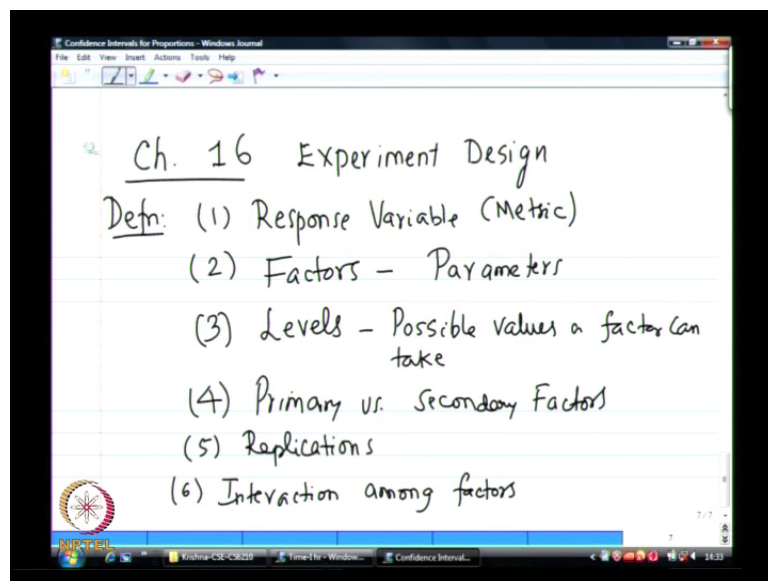 Confidence Intervals for Proportions - Windows Journal
File Edit View Insert Actions Tools Help
Ch. 16 Experiment Design
Defn: (1) Response Variable (Metric)
(2) Factors - Parameters
(3) Levels - Possible values a factor can
take
(4) Primary vs. Secondary Factors
(5) Replications
(6) Interaction among factors
7/7
7
NPTEL
Krishna-CSE-CS6210 Time-1 hr - Window... Confidence Interval... 14:33